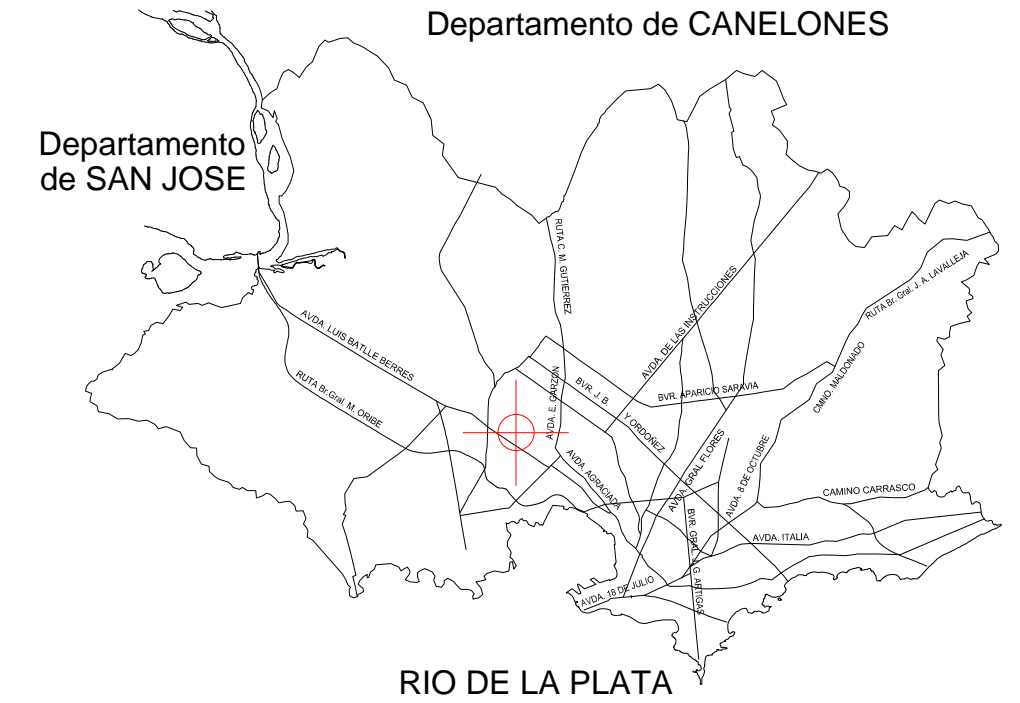 Departamento de CANELONES
Departamento
de SAN JOSE
RUTA C. M. GUTIERREZ
AVDA. DE LAS INSTRUCCIONES
RUTA Br. Gral. J. A. LAVALLEJA
AVDA. LUIS BATLLE BERRES
RUTA Br.Gral. M. ORIBE
AVDA. E. GARZON
BVR. J. B.
Y ORDOÑEZ
BVR. APARICIO SARAVIA
CMNO. MALDONADO
AVDA. AGRACIADA
AVDA. GRAL FLORES
AVDA. 8 DE OCTUBRE
CAMINO CARRASCO
BVR. GRAL. J. G. ARTIGAS
AVDA. ITALIA
AVDA. 18 DE JULIO
RIO DE LA PLATA